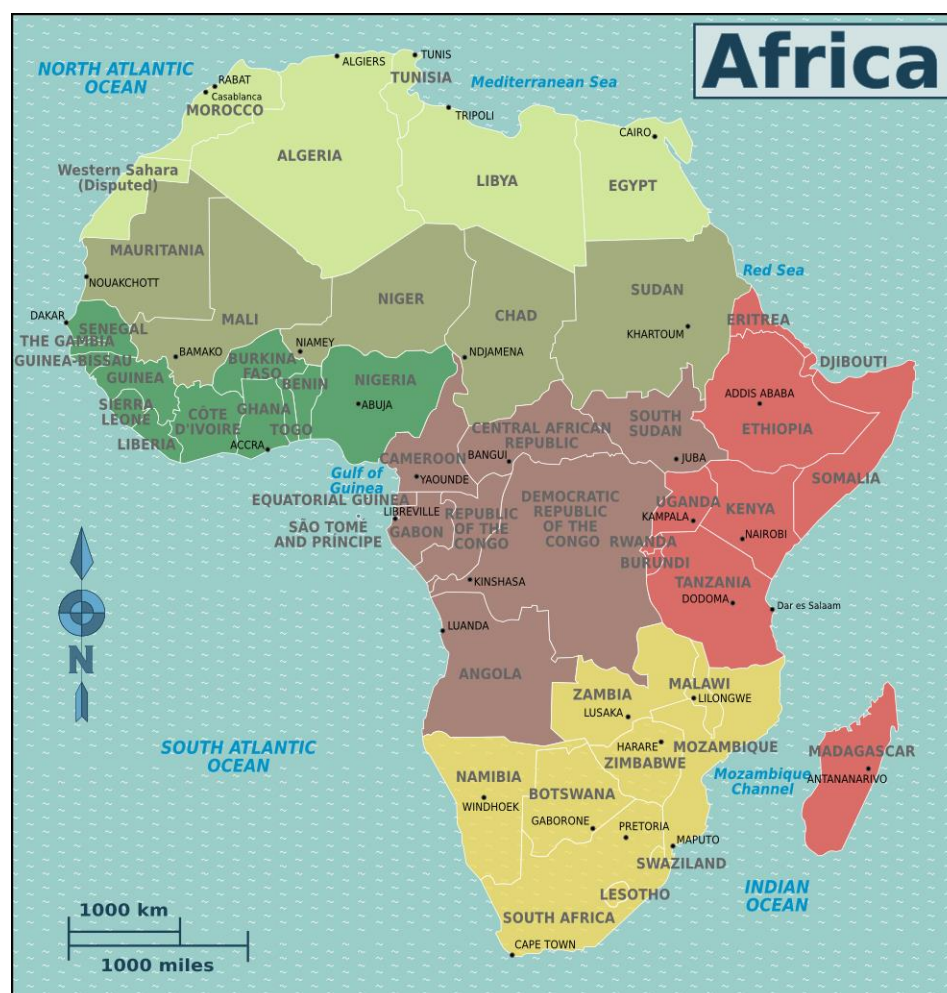 Africa
NORTH ATLANTIC
OCEAN
ALGIERS
TUNIS
TUNISIA
Mediterranean Sea
RABAT
Casablanca
MOROCCO
TRIPOLI
CAIRO
ALGERIA
LIBYA
EGYPT
Western Sahara
(Disputed)
MAURITANIA
NOUAKCHOTT
Red Sea
NIGER
SUDAN
CHAD
MALI
KHARTOUM
ERITREA
DAKAR
SENEGAL
THE GAMBIA
GUINEA-BISSAU
BAMAKO
NIAMEY
NDJAMENA
DJIBOUTI
BURKINA
FASO
GUINEA
BENIN
NIGERIA
ABUJA
ADDIS ABABA
ETHIOPIA
SIERRA
LEONE
CÔTE
D'IVOIRE
GHANA
TOGO
LIBERIA
ACCRA
SOUTH
SUDAN
CENTRAL AFRICAN
REPUBLIC
BANGUI
JUBA
CAMEROON
YAOUNDE
Gulf of
Guinea
SOMALIA
EQUATORIAL GUINEA
LIBREVILLE
GABON
SÃO TOMÉ
AND PRÍNCIPE
REPUBLIC
OF THE
CONGO
DEMOCRATIC
REPUBLIC
OF THE
CONGO
UGANDA
KAMPALA
KENYA
NAIROBI
RWANDA
BURUNDI
KINSHASA
TANZANIA
DODOMA
Dar es Salaam
LUANDA
ANGOLA
N
ZAMBIA
LUSAKA
MALAWI
LILONGWE
SOUTH ATLANTIC
OCEAN
HARARE
ZIMBABWE
MOZAMBIQUE
MADAGASCAR
ANTANANARIVO
Mozambique
Channel
NAMIBIA
WINDHOEK
BOTSWANA
GABORONE
PRETORIA
MAPUTO
SWAZILAND
LESOTHO
INDIAN
OCEAN
SOUTH AFRICA
CAPE TOWN
1000 km
1000 miles